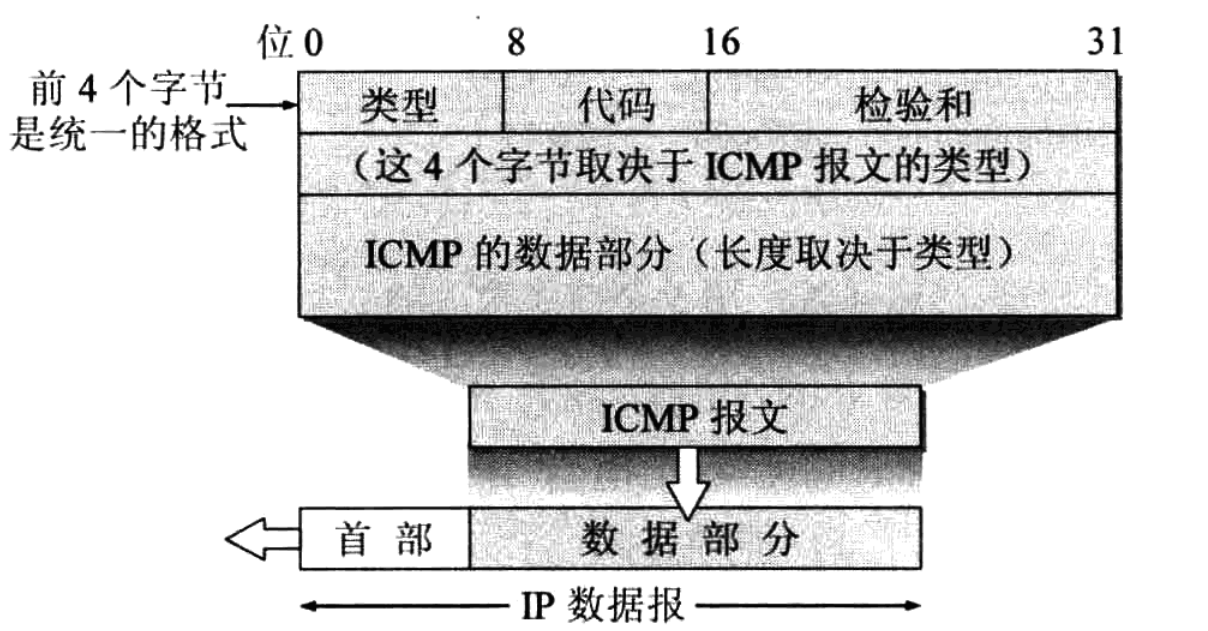 位 0 8 16 31
前 4 个字节
是统一的格式
类型 代码 检验和
（这 4 个字节取决于 ICMP 报文的类型）
ICMP 的数据部分（长度取决于类型）
ICMP 报文
首 部 数 据 部 分
IP 数据报